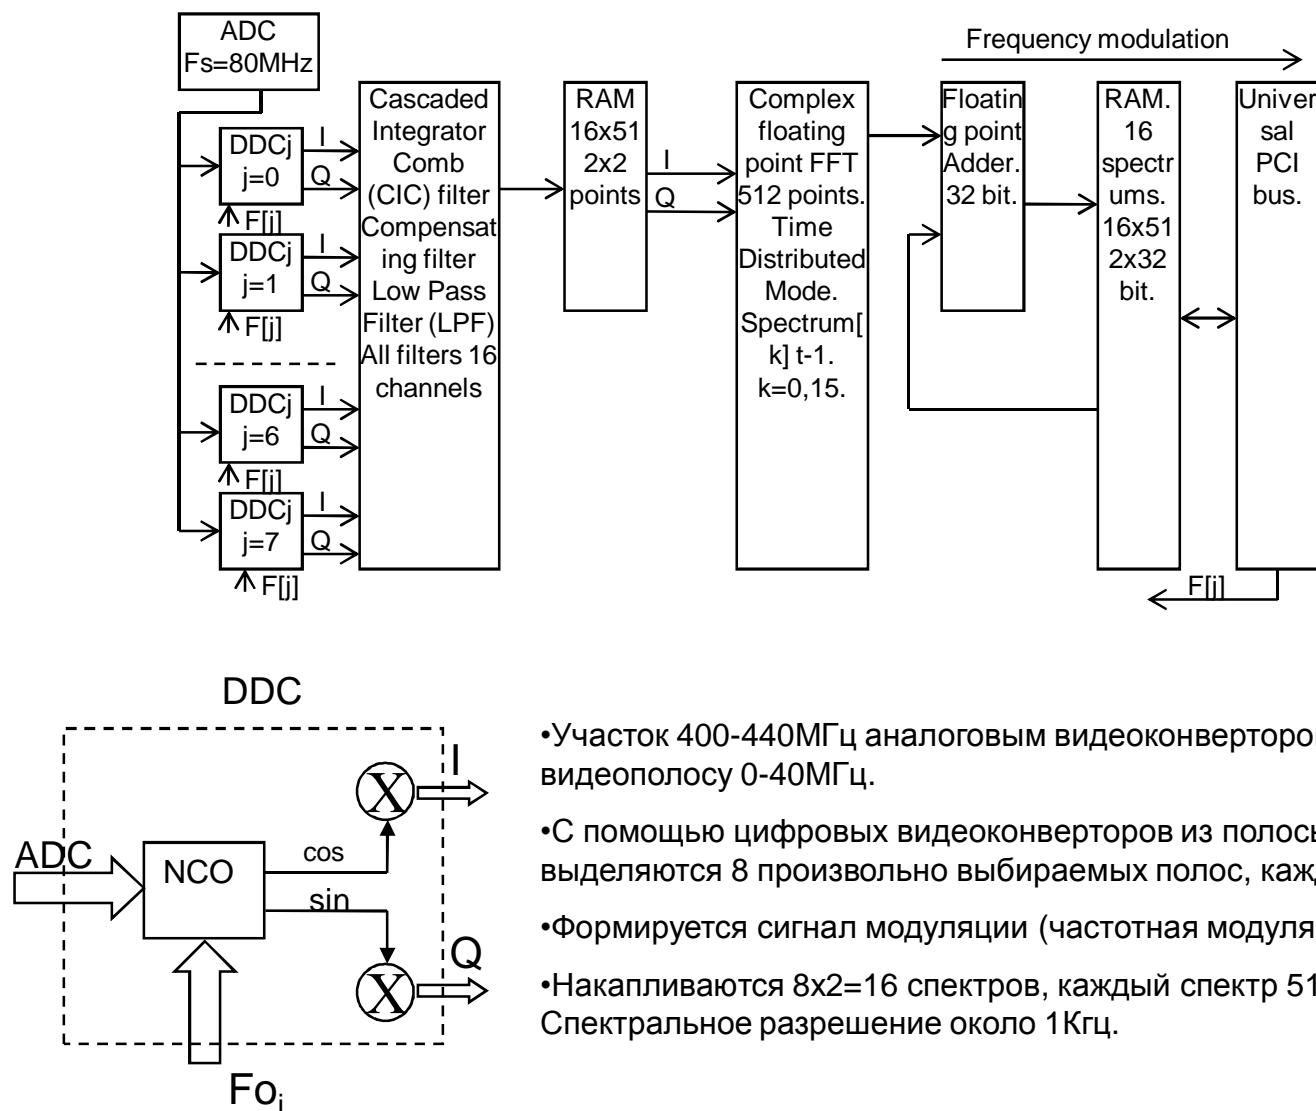 ADC
Fs=80MHz
Frequency modulation
DDCj
j=0
I
Q
F[j]
DDCj
j=1
I
Q
F[j]
DDCj
j=6
I
Q
F[j]
DDCj
j=7
I
Q
F[j]
Cascaded
Integrator
Comb
(CIC) filter
Compensat
ing filter
Low Pass
Filter (LPF)
All filters 16
channels
RAM
16x51
2x2
points
I
Q
Complex
floating
point FFT
512 points.
Time
Distributed
Mode.
Spectrum[
k] t-1.
k=0,15.
Floatin
g point
Adder.
32 bit.
RAM.
16
spectr
ums.
16x51
2x32
bit.
Univer
sal
PCI
bus.
F[j]
DDC
ADC
NCO
cos
sin
X
X
I
Q
Fo i
•Участок 400-440МГц аналоговым видеоконверторо
видеополосу 0-40МГц.
•С помощью цифровых видеоконверторов из
выделяются 8 произвольно выбираемых полос,
•Формируется сигнал модуляции (частотная модуля
•Накапливаются 8х2=16 спектров, каждый спектр 51
Спектральное разрешение около 1Кгц.